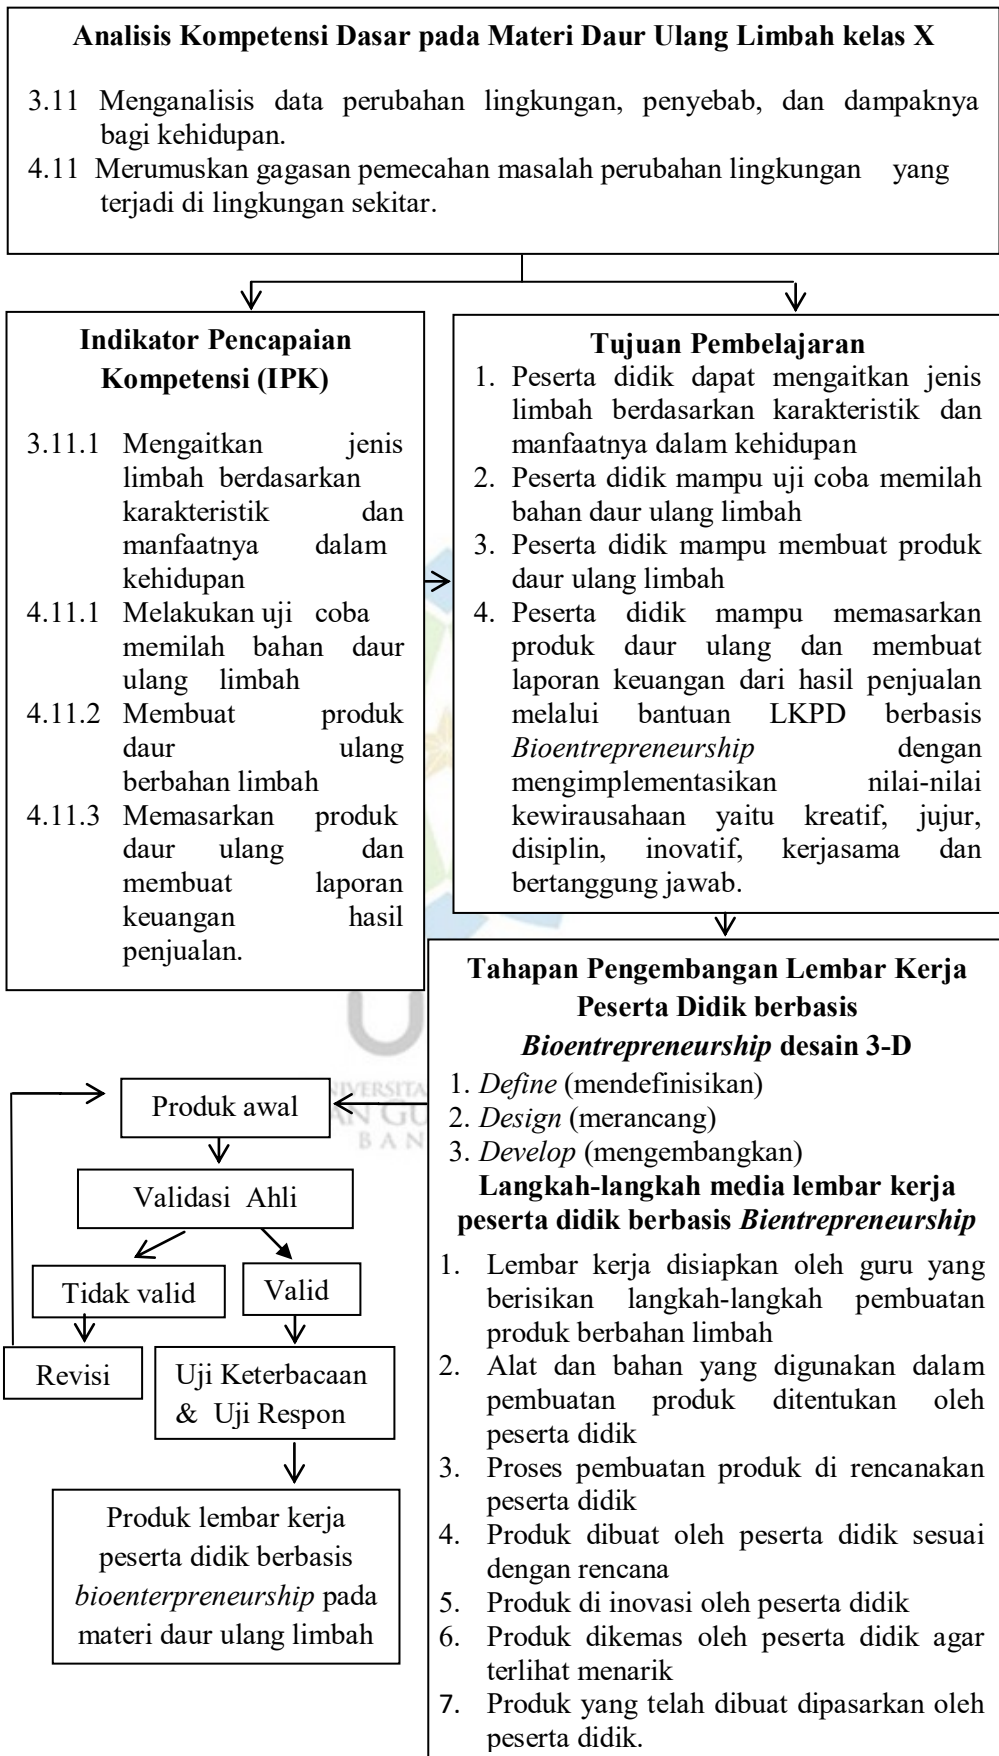 Analisis Kompetensi Dasar pada Materi Daur Ulang Limbah kelas X
3.11 Menganalisis data perubahan lingkungan, penyebab, dan dampaknya
bagi kehidupan.
4.11 Merumuskan gagasan pemecahan masalah perubahan lingkungan yang
terjadi di lingkungan sekitar.
Indikator Pencapaian
Kompetensi (IPK)
3.11.1 Mengaitkan jenis
limbah berdasarkan
karakteristik dan
manfaatnya dalam
kehidupan
4.11.1 Melakukan uji coba
memilah bahan daur
ulang limbah
4.11.2 Membuat produk
daur ulang
berbahan limbah
4.11.3 Memasarkan produk
daur ulang dan
membuat laporan
keuangan hasil
penjualan.
Tujuan Pembelajaran
1. Peserta didik dapat mengaitkan jenis
limbah berdasarkan karakteristik dan
manfaatnya dalam kehidupan
2. Peserta didik mampu uji coba memilah
bahan daur ulang limbah
3. Peserta didik mampu membuat produk
daur ulang limbah
4. Peserta didik mampu memasarkan
produk daur ulang dan membuat
laporan keuangan dari hasil penjualan
melalui bantuan LKPD berbasis
Bioentrepreneurship dengan
mengimplementasikan nilai-nilai
kewirausahaan yaitu kreatif, jujur,
disiplin, inovatif, kerjasama dan
bertanggung jawab.
Tahapan Pengembangan Lembar Kerja
Peserta Didik berbasis
Bioentrepreneurship desain 3-D
1. Define (mendefinisikan)
2. Design (merancang)
3. Develop (mengembangkan)
Langkah-langkah media lembar kerja
peserta didik berbasis Bientrepreneurship
1. Lembar kerja disiapkan oleh guru yang
berisikan langkah-langkah pembuatan
produk berbahan limbah
2. Alat dan bahan yang digunakan dalam
pembuatan produk ditentukan oleh
peserta didik
3. Proses pembuatan produk di rencanakan
peserta didik
4. Produk dibuat oleh peserta didik sesuai
dengan rencana
5. Produk di inovasi oleh peserta didik
6. Produk dikemas oleh peserta didik agar
terlihat menarik
7. Produk yang telah dibuat dipasarkan oleh
peserta didik.
Produk awal
Validasi Ahli
Tidak valid
Valid
Revisi
Uji Keterbacaan
& Uji Respon
Produk lembar kerja
peserta didik berbasis
bioenterpreneurship pada
materi daur ulang limbah